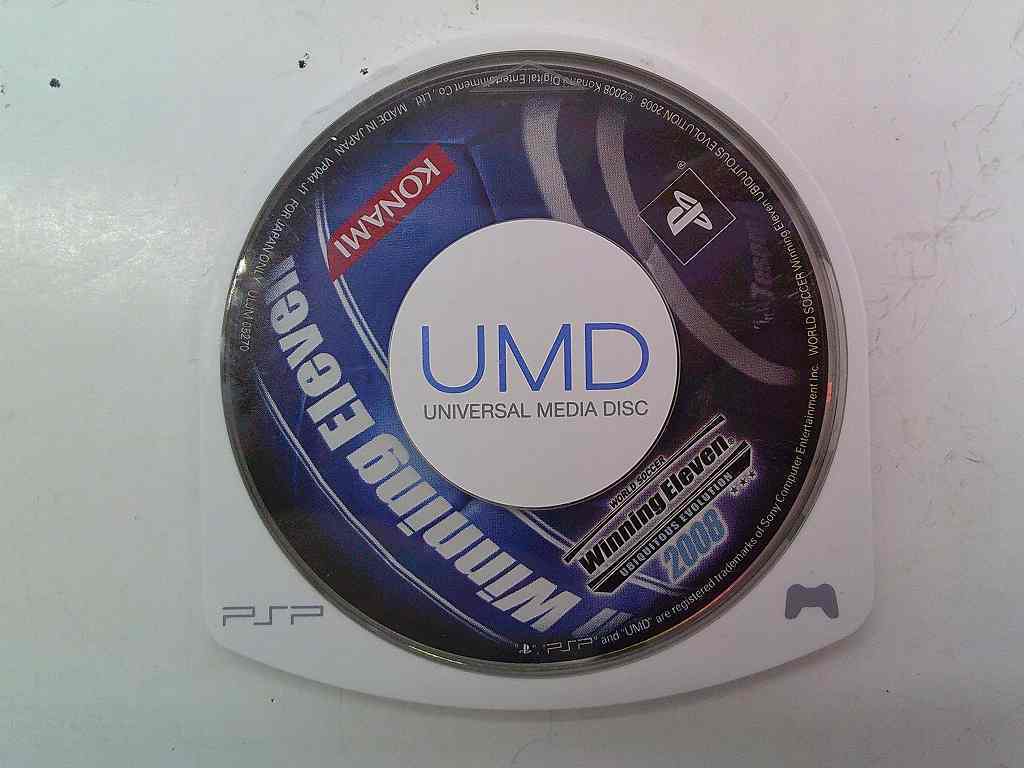 UMD
UNIVERSAL MEDIA DISC
KONAMI
Winning Eleven
WORLD SOCCER
Winning Eleven®
UBIQUITOUS EVOLUTION
2008
PSP
"PSP" and "UMD" are registered trademarks of Sony Computer Entertainment Inc. WORLD SOCCER Winning Eleven UBIQUITOUS EVOLUTION 2008 ©2008 Konami Digital Entertainment Co., Ltd. MADE IN JAPAN VP044-J1 FOR JAPAN ONLY ULJM 05270